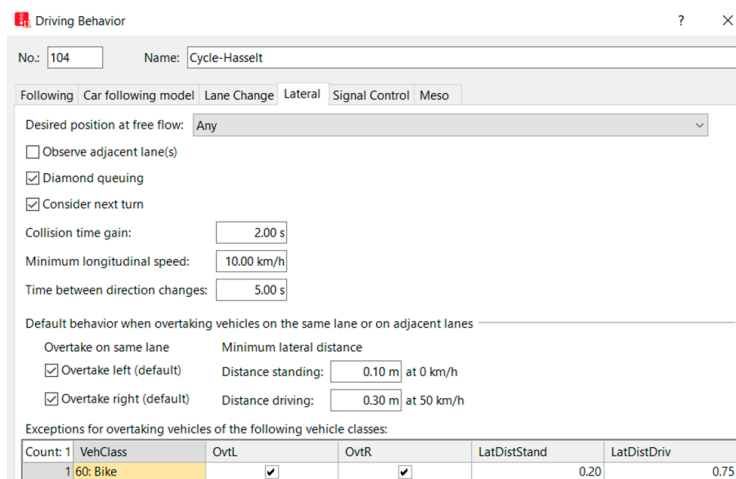 Driving Behavior ? ×
No.: 104 Name: Cycle-Hasselt
Following Car following model Lane Change Lateral Signal Control Meso
Desired position at free flow: Any
Observe adjacent lane(s)
Diamond queuing
Consider next turn
Collision time gain: 2.00 s
Minimum longitudinal speed: 10.00 km/h
Time between direction changes: 5.00 s
Default behavior when overtaking vehicles on the same lane or on adjacent lanes
Overtake on same lane Minimum lateral distance
Overtake left (default) Distance standing: 0.10 m at 0 km/h
Overtake right (default) Distance driving: 0.30 m at 50 km/h
Exceptions for overtaking vehicles of the following vehicle classes:
Count: 1 VehClass OvtL OvtR LatDistStand LatDistDriv
1 60: Bike 0.20 0.75